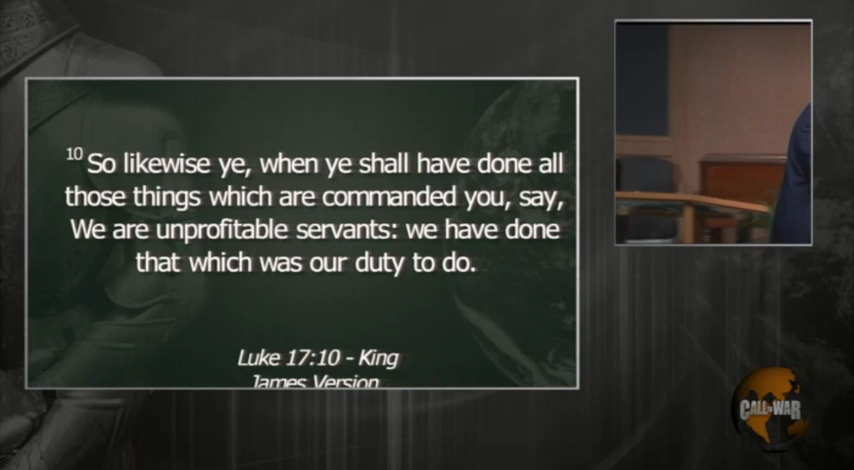 10 So likewise ye, when ye shall have done all
those things which are commanded you, say,
We are unprofitable servants: we have done
that which was our duty to do.
Luke 17:10 - King
James Version
CALL TO WAR